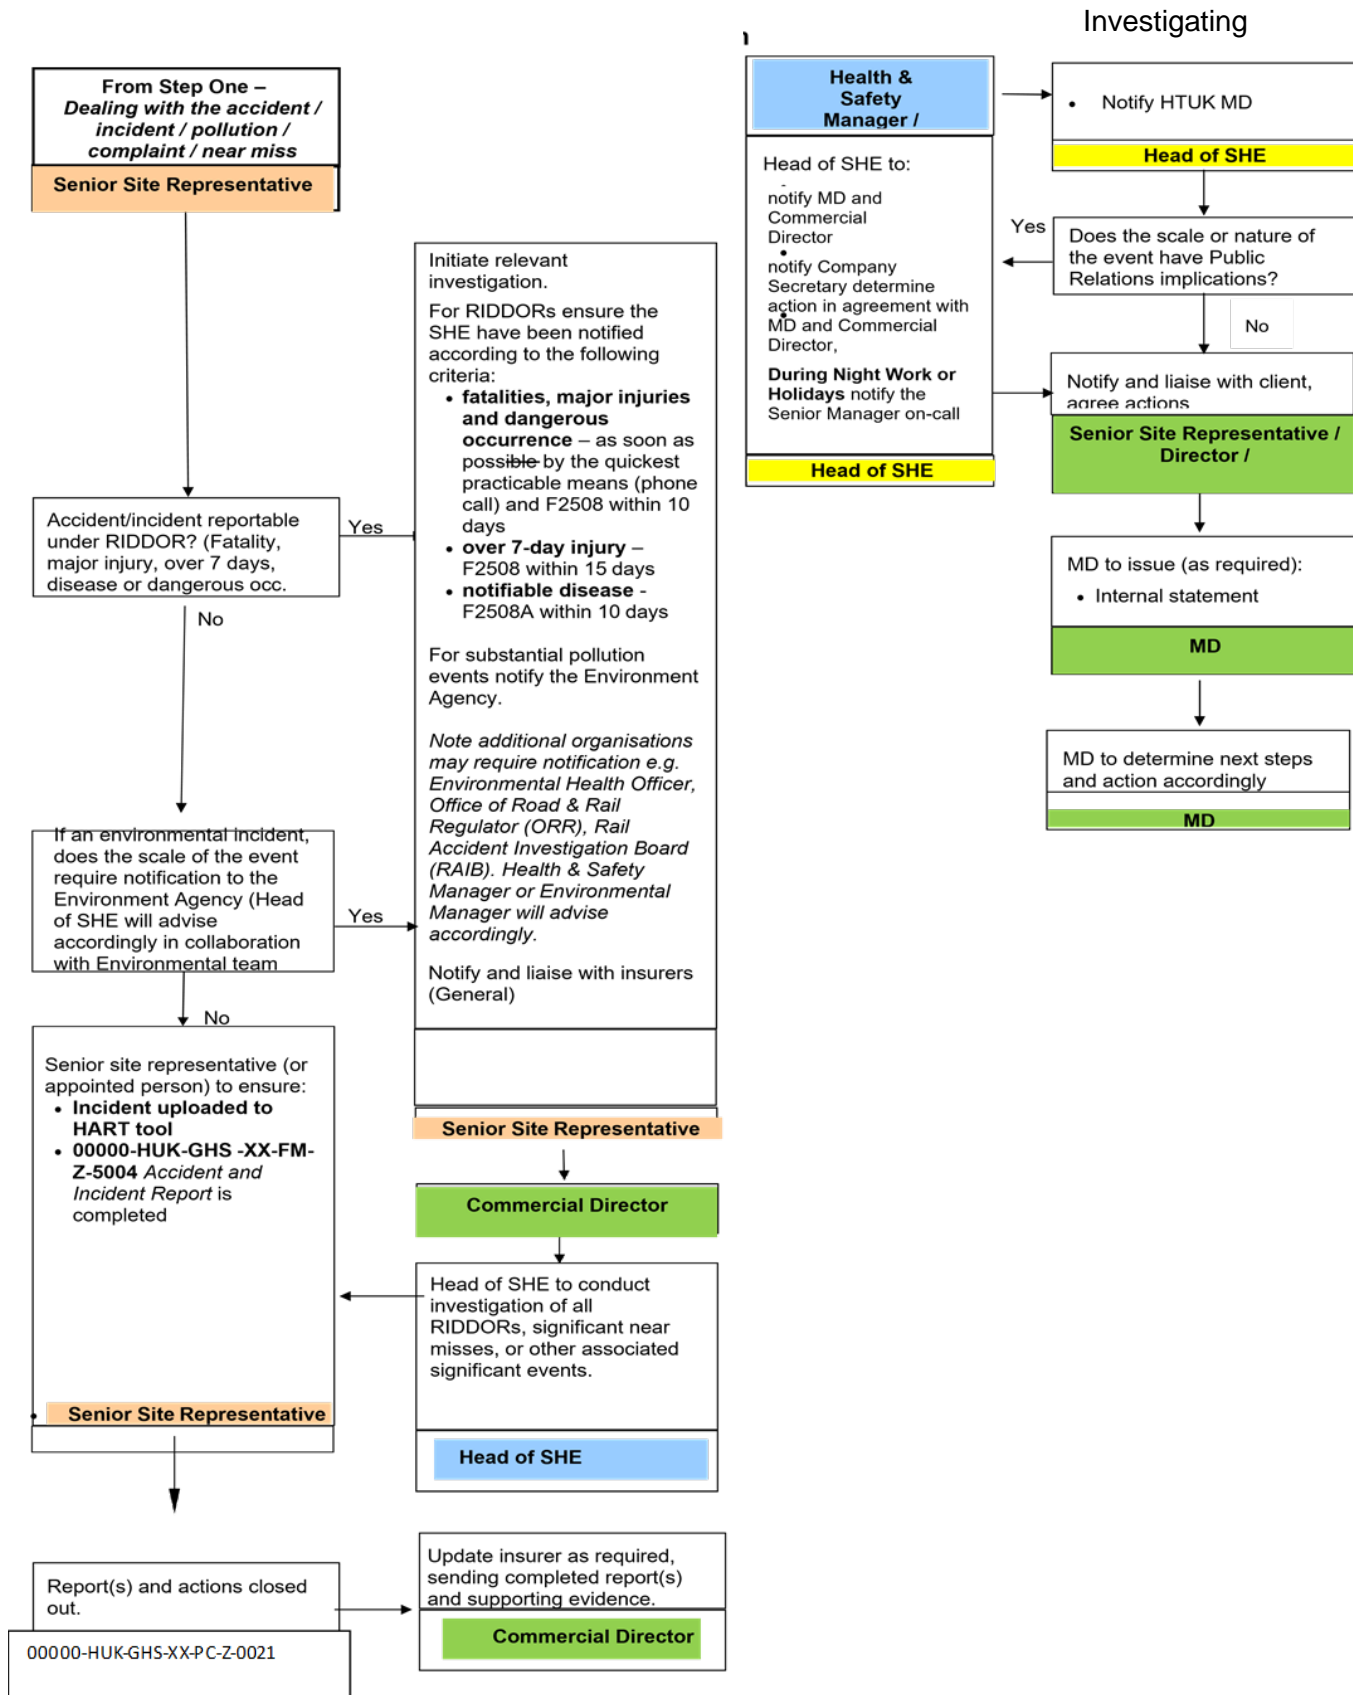 Investigating
From Step One –
Dealing with the accident /
incident / pollution /
complaint / near miss
Senior Site Representative
Accident/incident reportable
under RIDDOR? (Fatality,
major injury, over 7 days,
disease or dangerous occ.
Yes
No
If an environmental incident,
does the scale of the event
require notification to the
Environment Agency (Head
of SHE will advise
accordingly in collaboration
with Environmental team
Yes
No
Senior site representative (or
appointed person) to ensure:
• Incident uploaded to
HART tool
• 00000-HUK-GHS -XX-FM-
Z-5004 Accident and
Incident Report is
completed
• Senior Site Representative
Report(s) and actions closed
out.
00000-HUK-GHS-XX-PC-Z-0021
Initiate relevant
investigation.
For RIDDORs ensure the
SHE have been notified
according to the following
criteria:
• fatalities, major injuries
and dangerous
occurrence – as soon as
possible by the quickest
practicable means (phone
call) and F2508 within 10
days
• over 7-day injury –
F2508 within 15 days
• notifiable disease -
F2508A within 10 days
For substantial pollution
events notify the Environment
Agency.
Note additional organisations
may require notification e.g.
Environmental Health Officer,
Office of Road & Rail
Regulator (ORR), Rail
Accident Investigation Board
(RAIB). Health & Safety
Manager or Environmental
Manager will advise
accordingly.
Notify and liaise with insurers
(General)
Senior Site Representative
Commercial Director
Head of SHE to conduct
investigation of all
RIDDORs, significant near
misses, or other associated
significant events.
Head of SHE
Update insurer as required,
sending completed report(s)
and supporting evidence.
Commercial Director
Health &
Safety
Manager /
Head of SHE to:
notify MD and
Commercial
Director
•
notify Company
Secretary determine
action in agreement with
• MD and Commercial
Director,
During Night Work or
Holidays notify the
Senior Manager on-call
Head of SHE
• Notify HTUK MD
Head of SHE
Yes
Does the scale or nature of
the event have Public
Relations implications?
No
Notify and liaise with client,
agree actions
Senior Site Representative /
Director /
MD to issue (as required):
• Internal statement
MD
MD to determine next steps
and action accordingly
MD